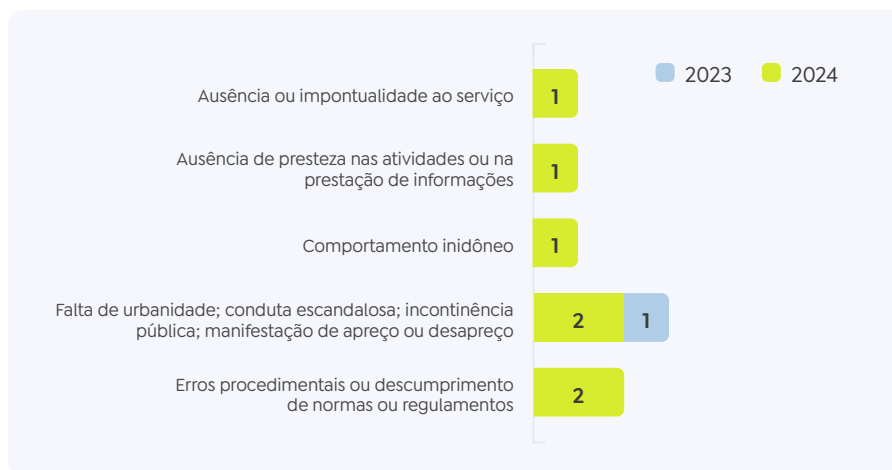 2023 2024
Ausência ou impontualidade ao serviço 1
Ausência de presteza nas atividades ou na
prestação de informações 1
Comportamento inidôneo 1
Falta de urbanidade; conduta escandalosa; incontinência
pública; manifestação de apreço ou desapreço 2 1
Erros procedimentais ou descumprimento
de normas ou regulamentos 2